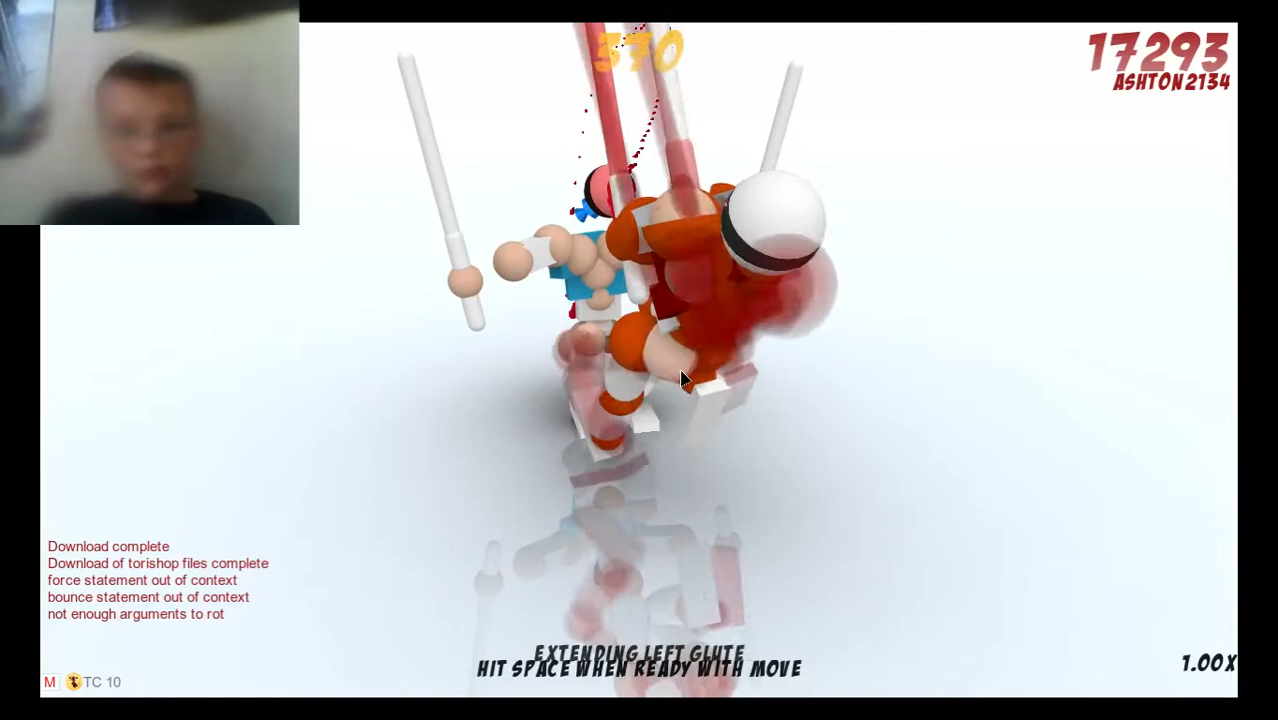 370
17293
ASHTON2134
Download complete
Download of torishop files complete
force statement out of context
bounce statement out of context
not enough arguments to rot
EXTENDING LEFT GLUTE
HIT SPACE WHEN READY WITH MOVE
1.00X
M TC 10